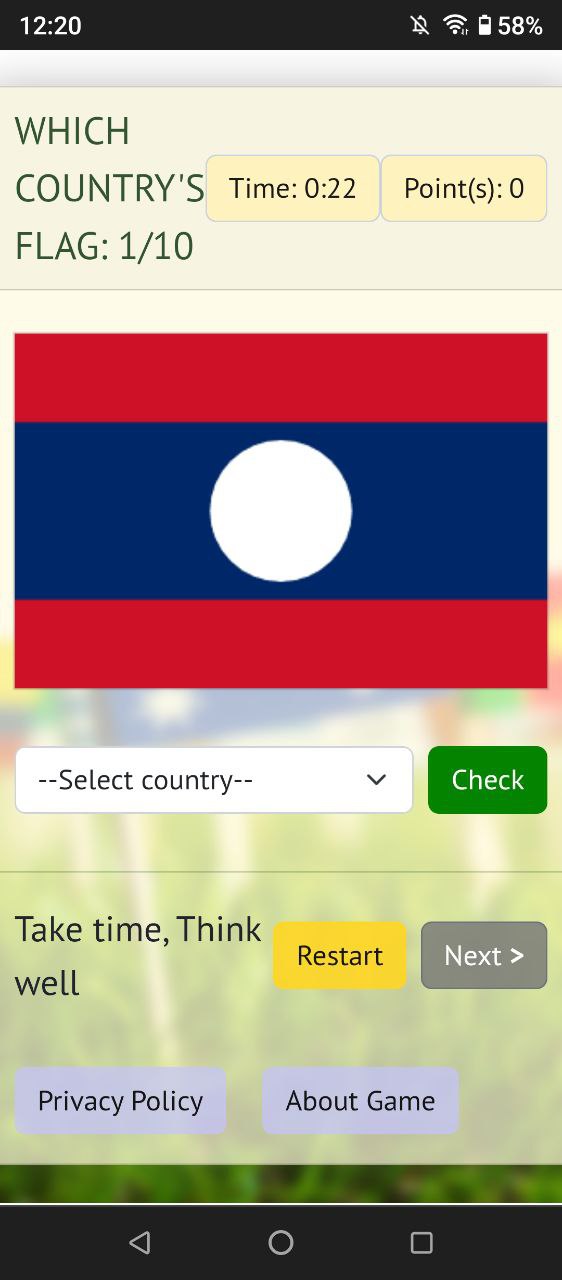 12:20
58%
WHICH
COUNTRY'S
FLAG: 1/10
Time: 0:22
Point(s): 0
--Select country--
Check
Take time, Think
well
Restart
Next >
Privacy Policy
About Game